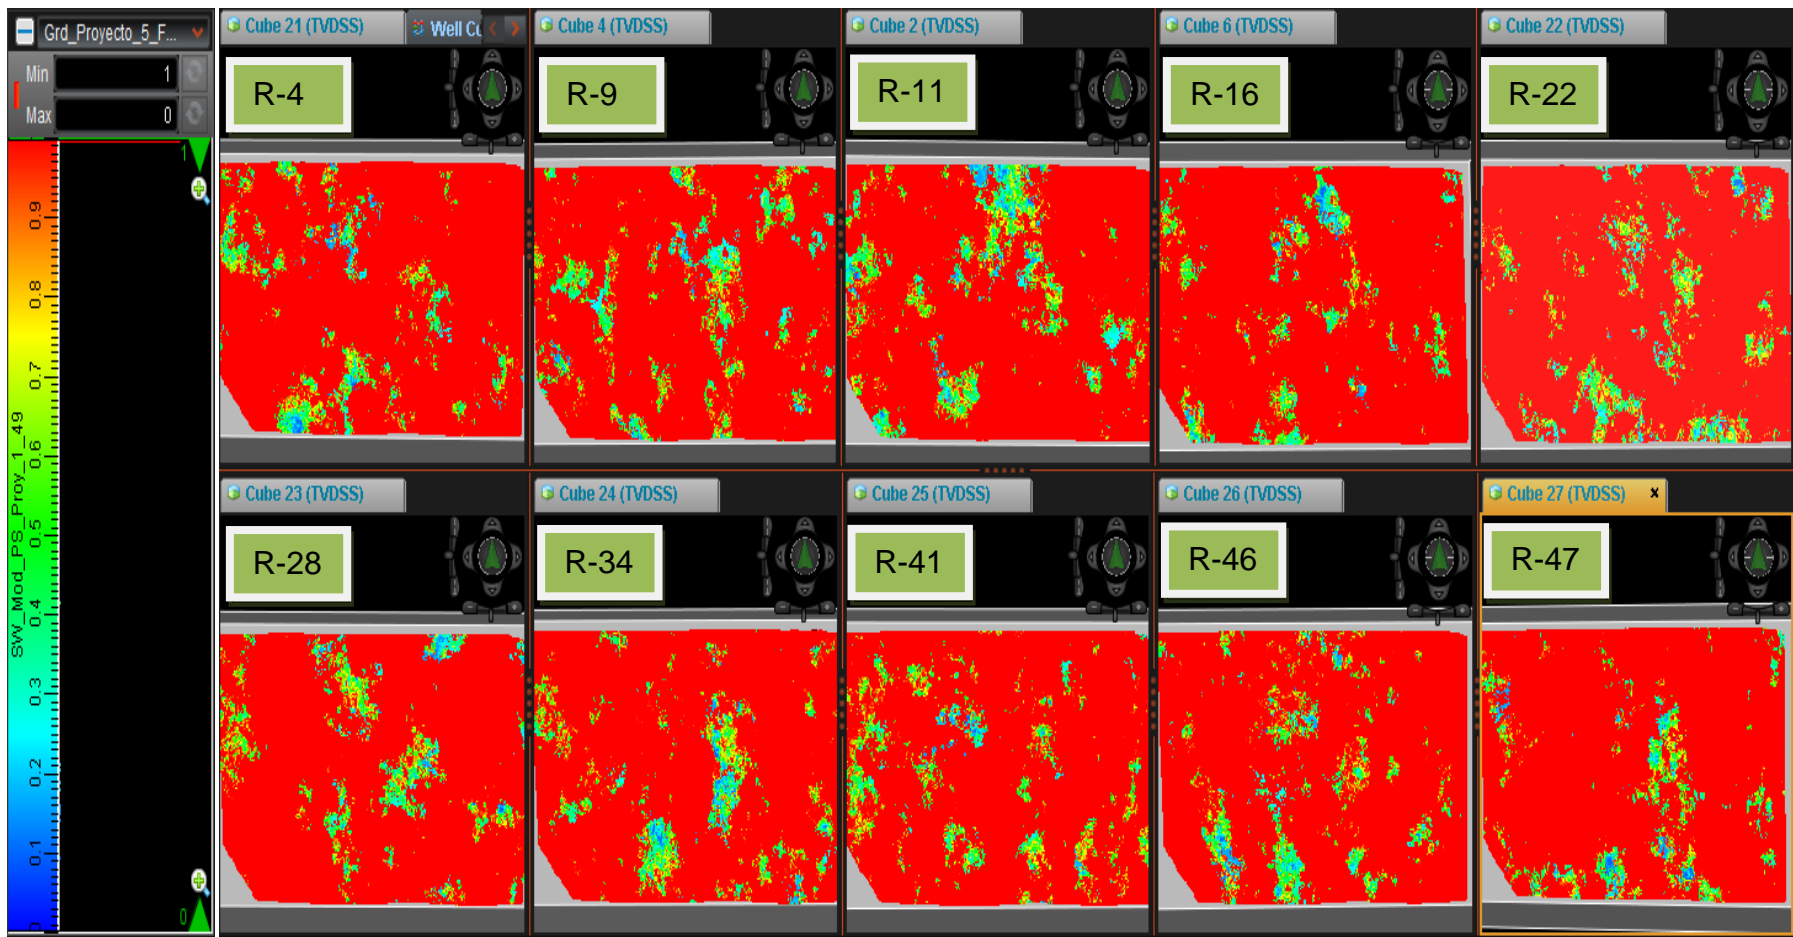 Grd_Proyecto_5_F...
Min 1
Max 0
1
0.9
0.8
0.7
0.6
0.5
0.4
0.3
0.2
0.1
0
0
SW_Mod_PS_Proy_1_49
Cube 21 (TVDSS)
Well Cu
Cube 4 (TVDSS)
Cube 2 (TVDSS)
Cube 6 (TVDSS)
Cube 22 (TVDSS)
R-4
R-9
R-11
R-16
R-22
Cube 23 (TVDSS)
Cube 24 (TVDSS)
Cube 25 (TVDSS)
Cube 26 (TVDSS)
Cube 27 (TVDSS) x
R-28
R-34
R-41
R-46
R-47